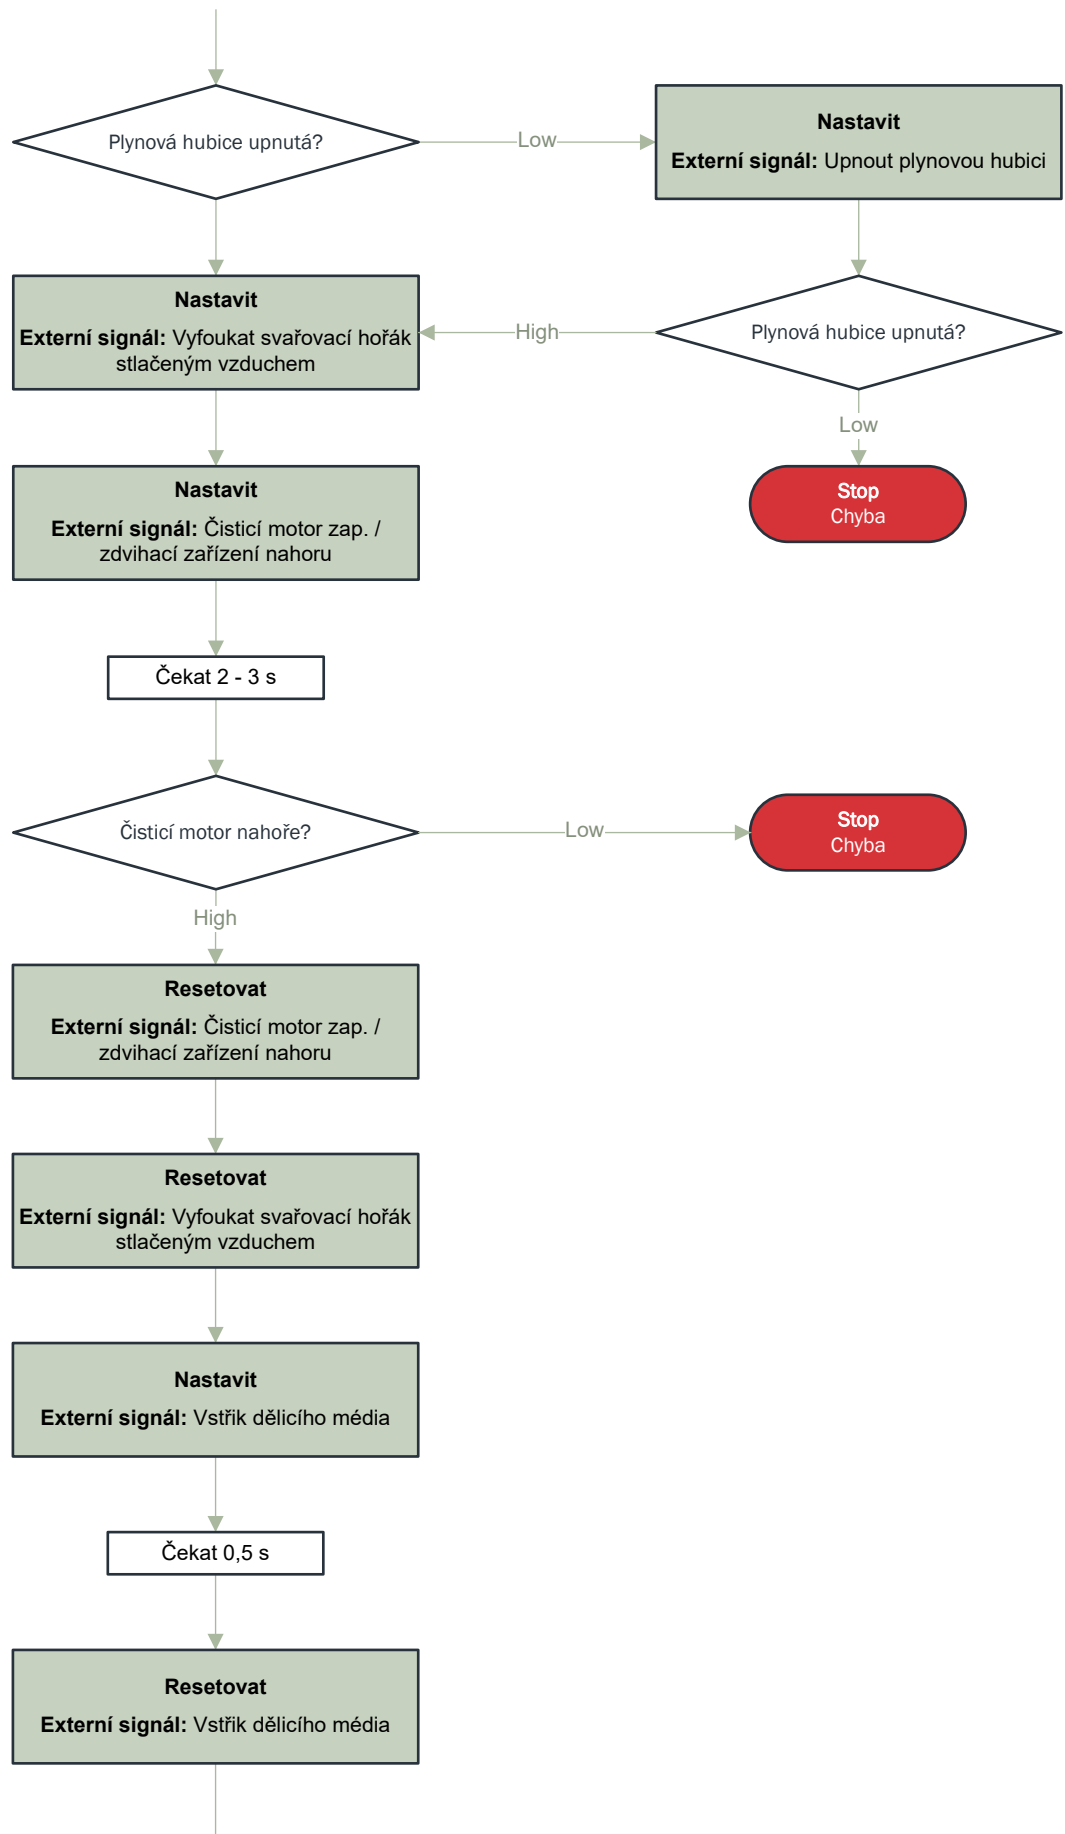 Plynová hubice upnutá?
Low
Nastavit
Externí signál: Upnout plynovou hubici
Nastavit
Externí signál: Vyfoukat svařovací hořák
stlačeným vzduchem
High
Plynová hubice upnutá?
Low
Nastavit
Externí signál: Čisticí motor zap. /
zdvihací zařízení nahoru
Stop
Chyba
Čekat 2 - 3 s
Čisticí motor nahoře?
Low
Stop
Chyba
High
Resetovat
Externí signál: Čisticí motor zap. /
zdvihací zařízení nahoru
Resetovat
Externí signál: Vyfoukat svařovací hořák
stlačeným vzduchem
Nastavit
Externí signál: Vstřik dělicího média
Čekat 0,5 s
Resetovat
Externí signál: Vstřik dělicího média